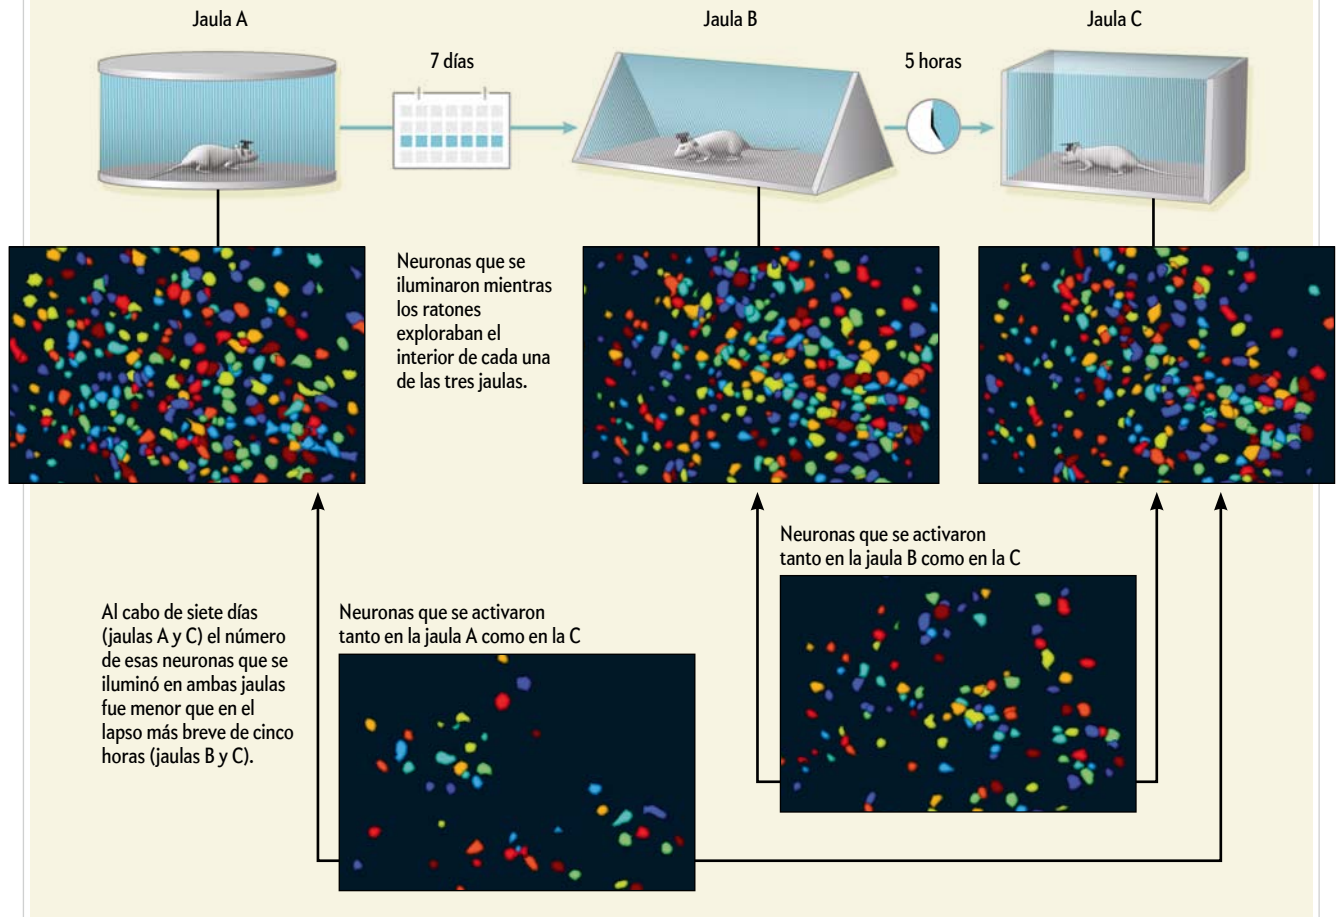 Jaula A
Jaula B
Jaula C
7 días
5 horas
Neuronas que se
iluminaron mientras
los ratones
exploraban el
interior de cada una
de las tres jaulas.
Neuronas que se activaron
tanto en la jaula B como en la C
Al cabo de siete días
(jaulas A y C) el número
de esas neuronas que se
iluminó en ambas jaulas
fue menor que en el
lapso más breve de cinco
horas (jaulas B y C).
Neuronas que se activaron
tanto en la jaula A como en la C